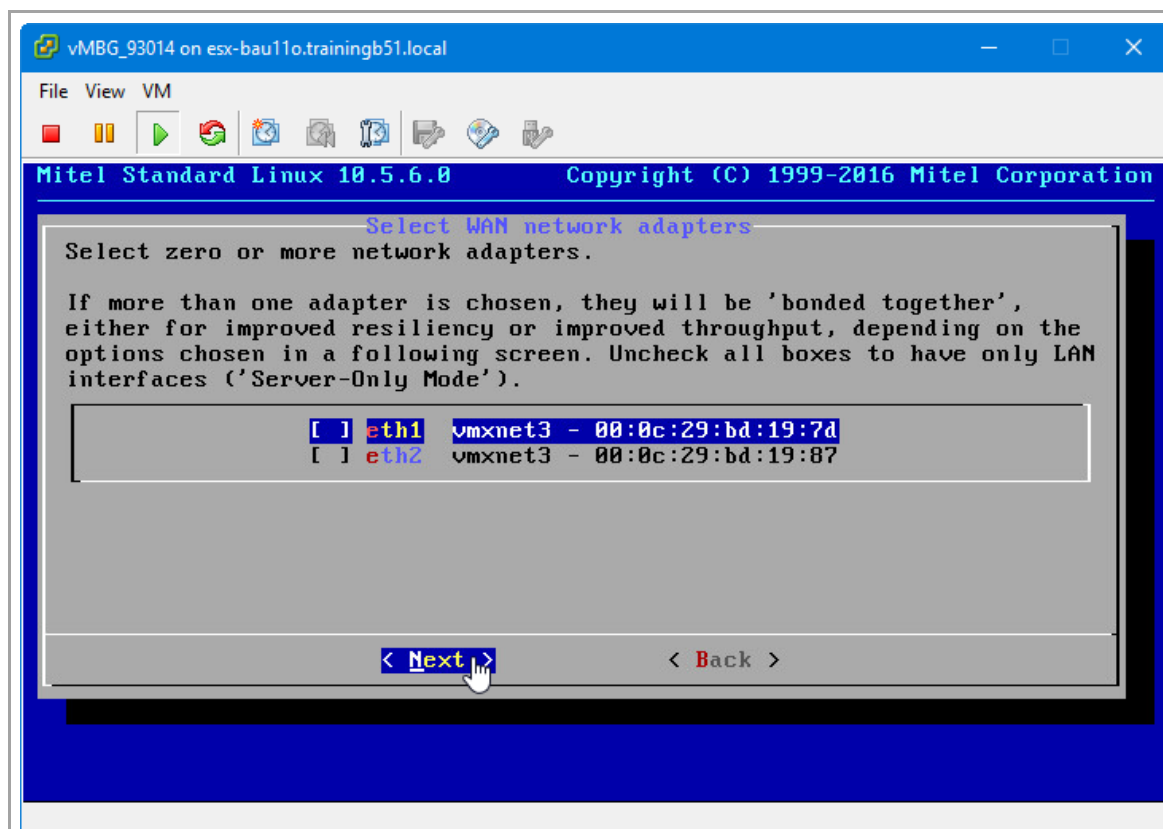 vMBG_93014 on esx-bau11o.trainingb51.local
File View VM
Mitel Standard Linux 10.5.6.0 Copyright (C) 1999-2016 Mitel Corporation
Select WAN network adapters
Select zero or more network adapters.
If more than one adapter is chosen, they will be 'bonded together',
either for improved resiliency or improved throughput, depending on the
options chosen in a following screen. Uncheck all boxes to have only LAN
interfaces ('Server-Only Mode').
[ ] eth1 vmxnet3 - 00:0c:29:bd:19:7d
[ ] eth2 vmxnet3 - 00:0c:29:bd:19:87
< Next > < Back >